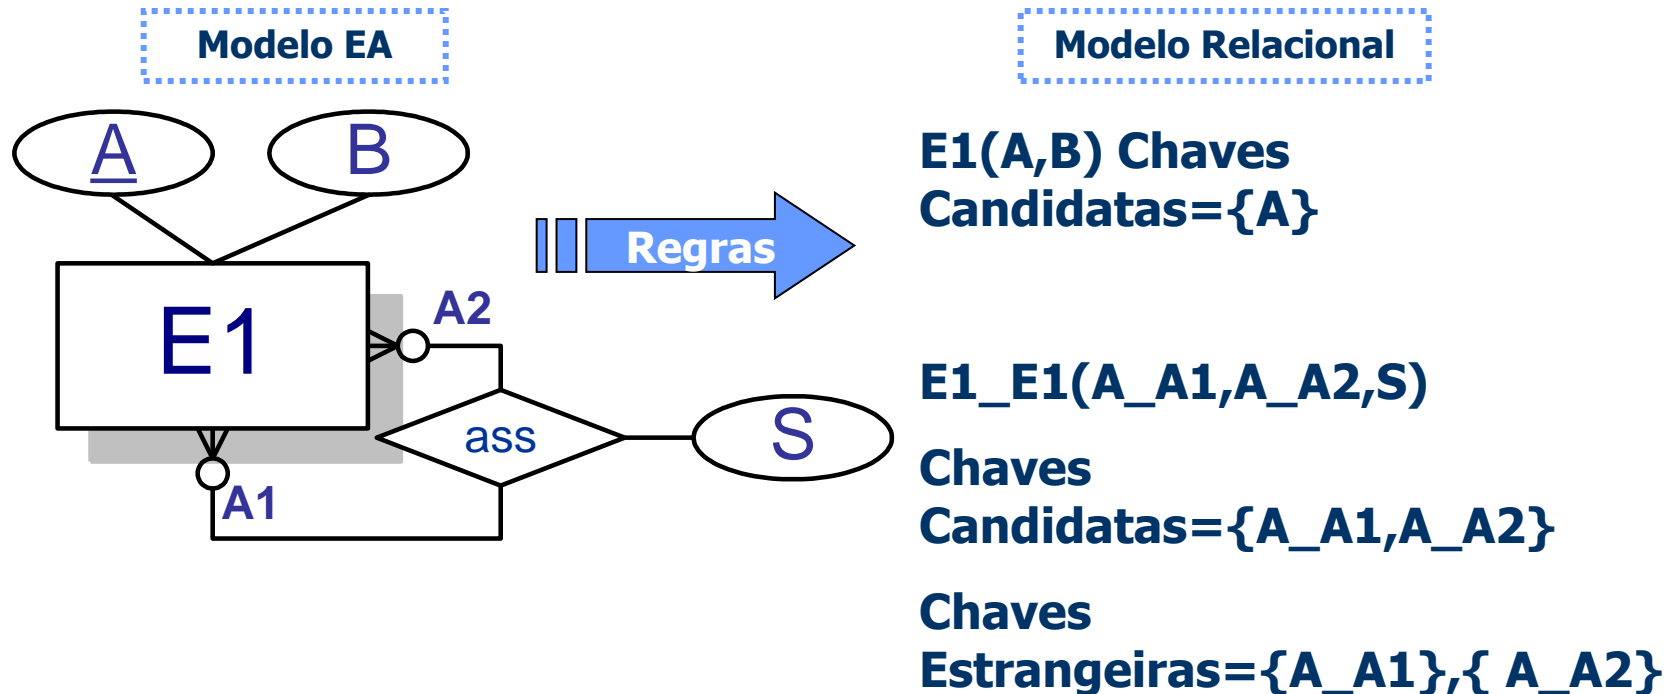 Modelo EA
Modelo Relacional
A
B
E1
A2
A1
ass
S
Regras
E1(A,B) Chaves
Candidatas={A}
E1_E1(A_A1,A_A2,S)
Chaves
Candidatas={A_A1,A_A2}
Chaves
Estrangeiras={A_A1},{ A_A2}